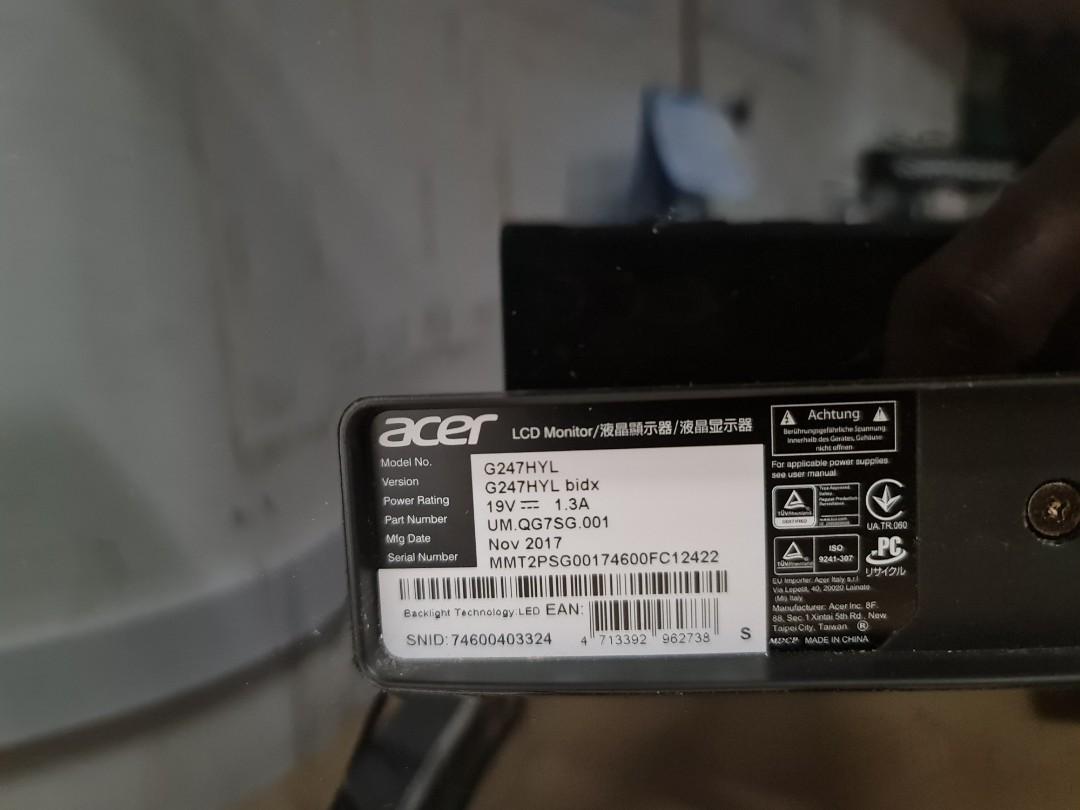 acer LCD Monitor/液晶顯示器/液晶显示器
Model No. G247HYL
Version G247HYL bidx
Power Rating 19V 1.3A
Part Number UM.QG7SG.001
Mfg Date Nov 2017
Serial Number MMT2PSG00174600FC12422
Backlight Technology:LED EAN:
SNID: 74600403324 4 713392 962738 S
Achtung
Berührungsgefährliche Spannung.
Innerhalb des Gerätes, Gehäuse
nicht öffnen
For applicable power supplies
see user manual.
TÜVRheinland
CERTIFIED
UA.TR.060
TÜVRheinland
ISO
9241-307
PC
リサイクル
EU Importer: Acer Italy s.r.l
Via Lepetit, 40, 20020 Lainate
(MI) Italy
Manufacturer: Acer Inc. 8F.
88, Sec.1 Xintai 5th Rd., New
Taipei City, Taiwan. ®
MADE IN CHINA